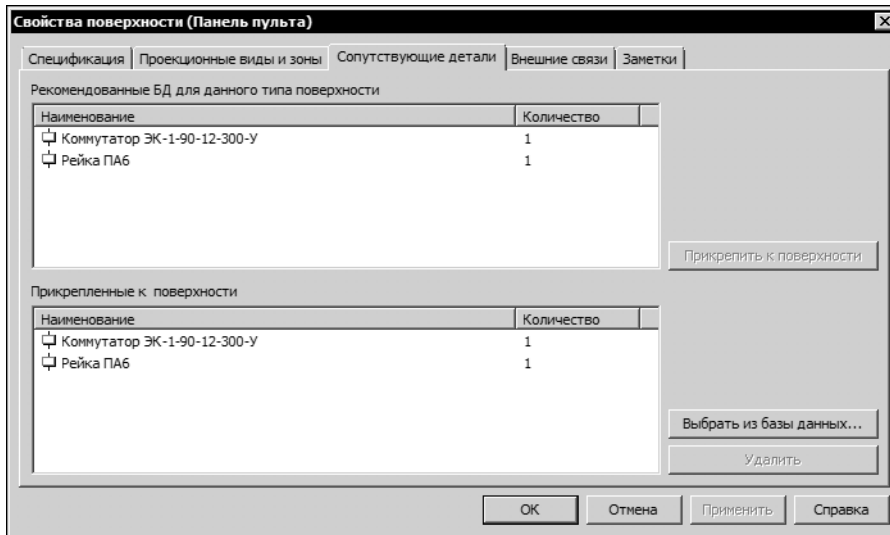 Свойства поверхности (Панель пульта)
Спецификация Проекционные виды и зоны Сопутствующие детали Внешние связи Заметки
Рекомендованные БД для данного типа поверхности
Наименование Количество
Коммутатор ЭК-1-90-12-300-У 1
Рейка ПА6 1
Прикрепить к поверхности
Прикрепленные к поверхности
Наименование Количество
Коммутатор ЭК-1-90-12-300-У 1
Рейка ПА6 1
Выбрать из базы данных...
Удалить
ОК Отмена Применить Справка